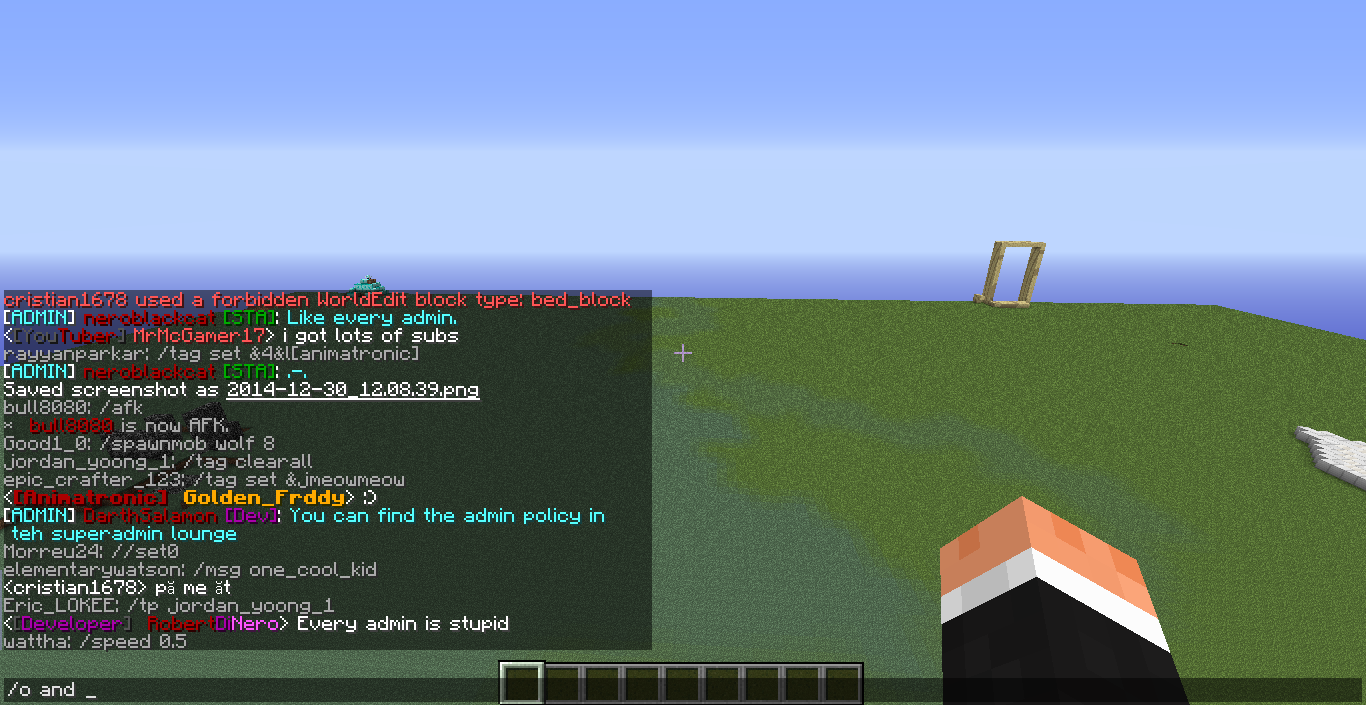 cristian1678 used a forbidden WorldEdit block type: bed_block
[ADMIN] neroblackcat [STA]: Like every admin.
<[YouTuber] MrMcGamer17> i got lots of subs
rayyanparkar: /tag set &4&l[animatronic]
[ADMIN] neroblackcat [STA]: .-.
Saved screenshot as 2014-12-30_12.08.39.png
bull8080: /afk
* bull8080 is now AFK.
Good1_0: /spawnmob wolf 8
jordan_yoong_1: /tag clearall
epic_crafter_123: /tag set &jmeowmeow
<[Animatronic] Golden_Frddy> :)
[ADMIN] DarthSalamon [Dev]: You can find the admin policy in
teh superadmin lounge
Morreu24: //set0
elementarywatson: /msg one_cool_kid
<cristian1678> pă me ăt
Eric_LOKEE: /tp jordan_yoong_1
<[Developer] RobertDiNero> Every admin is stupid
wattha: /speed 0.5
/o and _